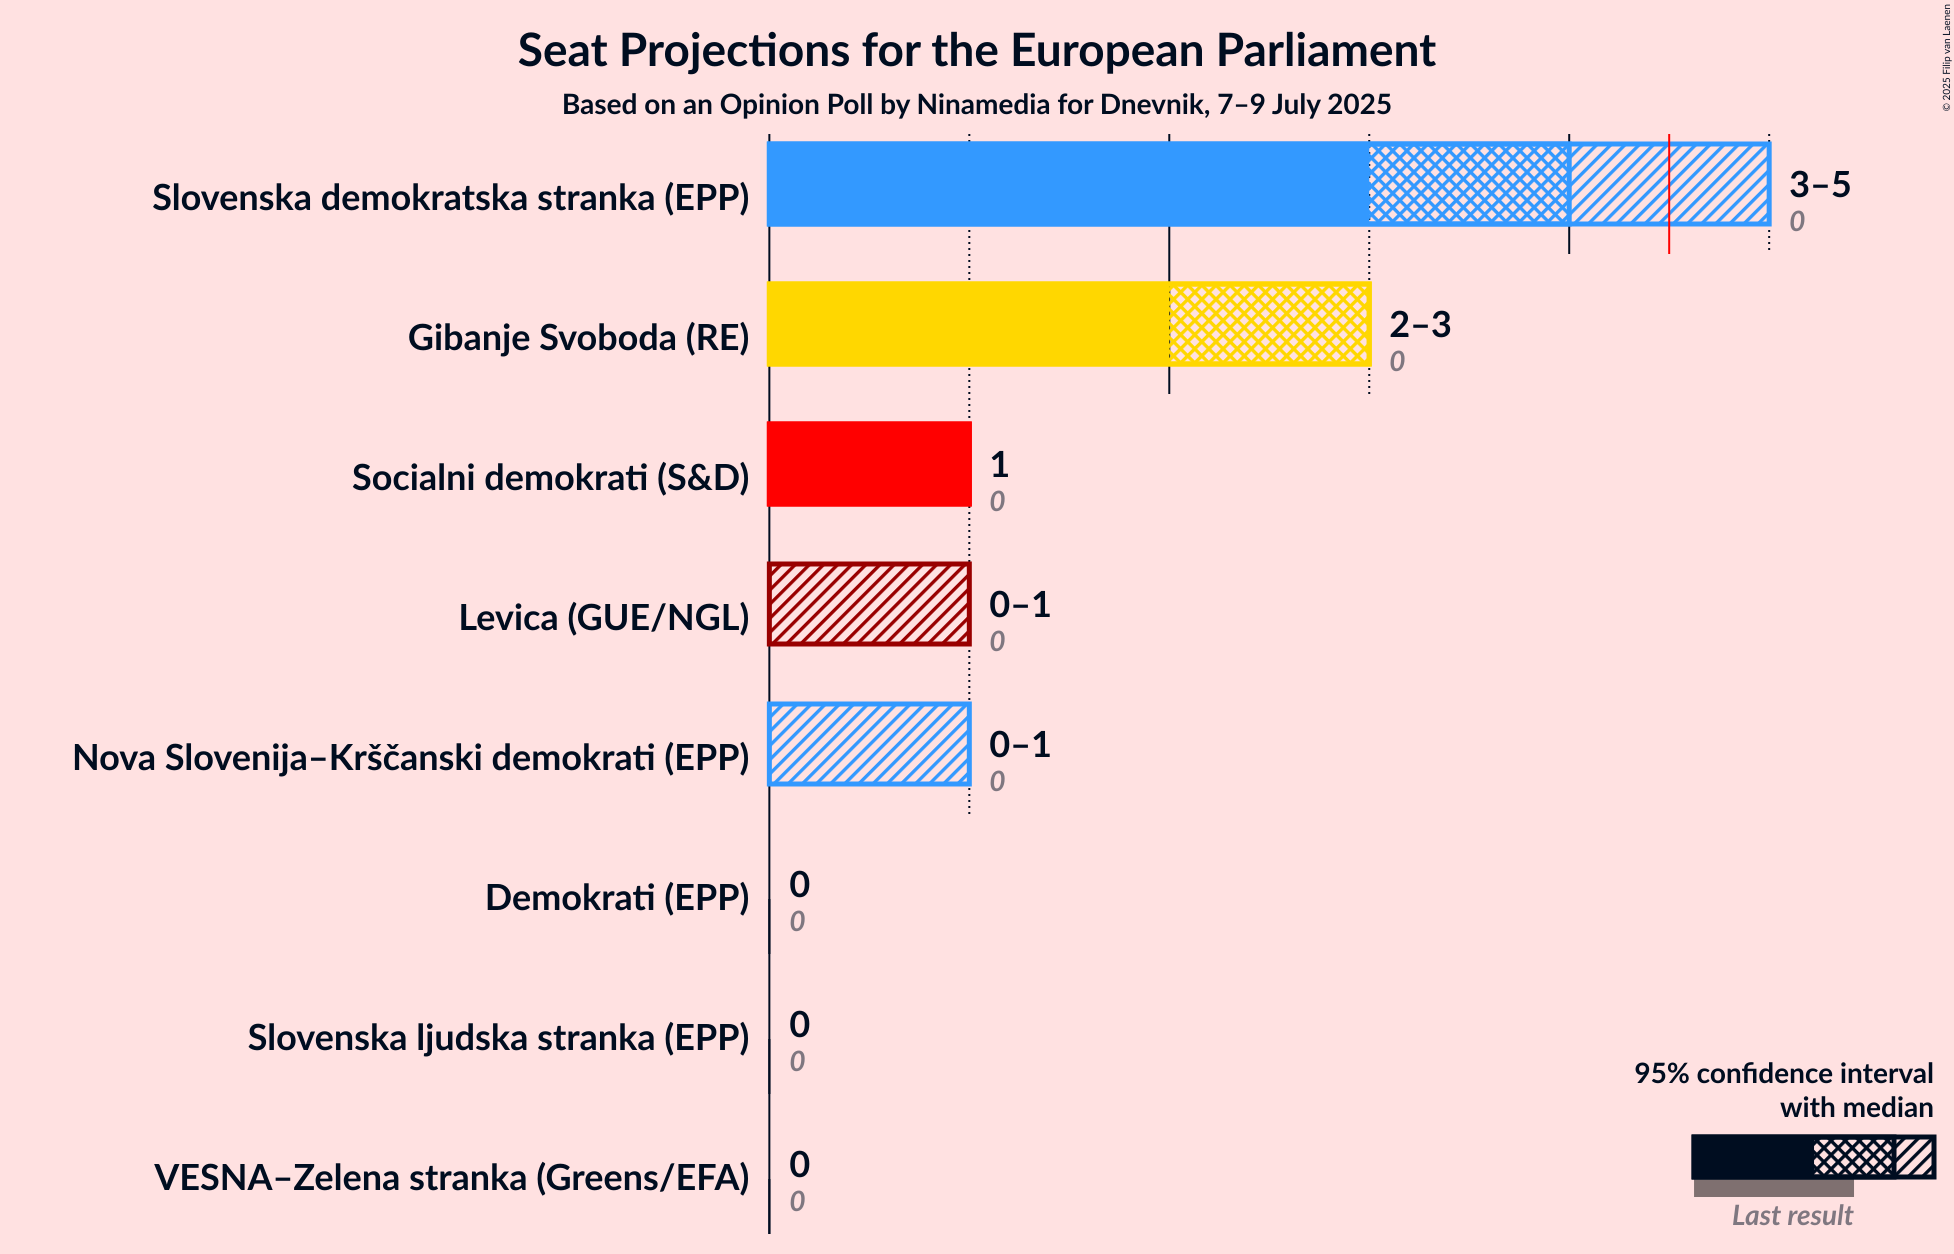 Seat Projections for the European Parliament
Based on an Opinion Poll by Ninamedia for Dnevnik, 7–9 July 2025
© 2025 Filip van Laenen
Slovenska demokratska stranka (EPP)
3–5
0
Gibanje Svoboda (RE)
2–3
0
Socialni demokrati (S&D)
1
0
Levica (GUE/NGL)
0–1
0
Nova Slovenija–Krščanski demokrati (EPP)
0–1
0
Demokrati (EPP)
0
0
Slovenska ljudska stranka (EPP)
0
0
VESNA–Zelena stranka (Greens/EFA)
0
0
95% confidence interval
with median
Last result